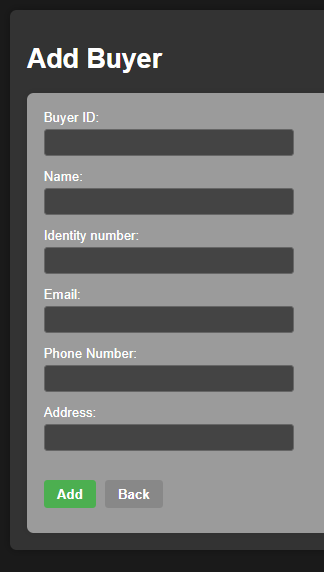 Add Buyer
Buyer ID:
Name:
Identity number:
Email:
Phone Number:
Address:
Add Back